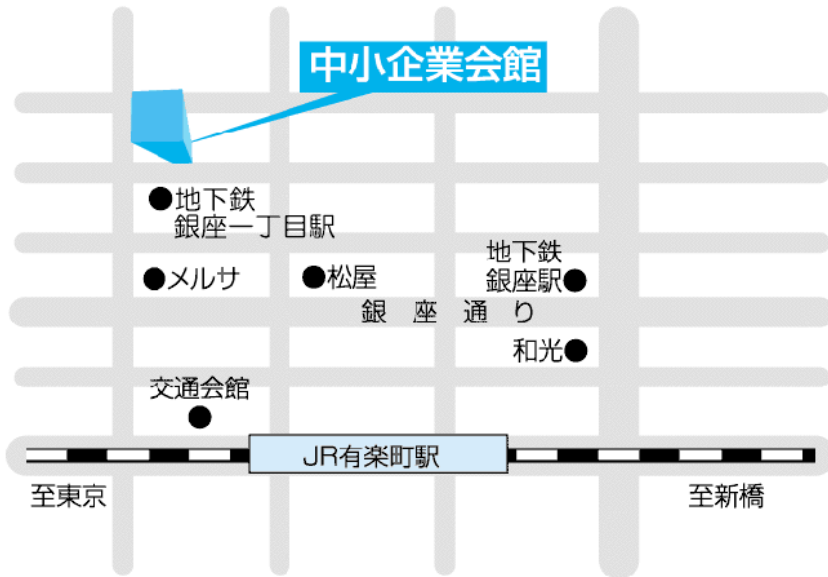 中小企業会館
地下鉄
銀座一丁目駅
地下鉄
銀座駅
メルサ
松屋
銀座通り
和光
交通会館
JR有楽町駅
至東京
至新橋